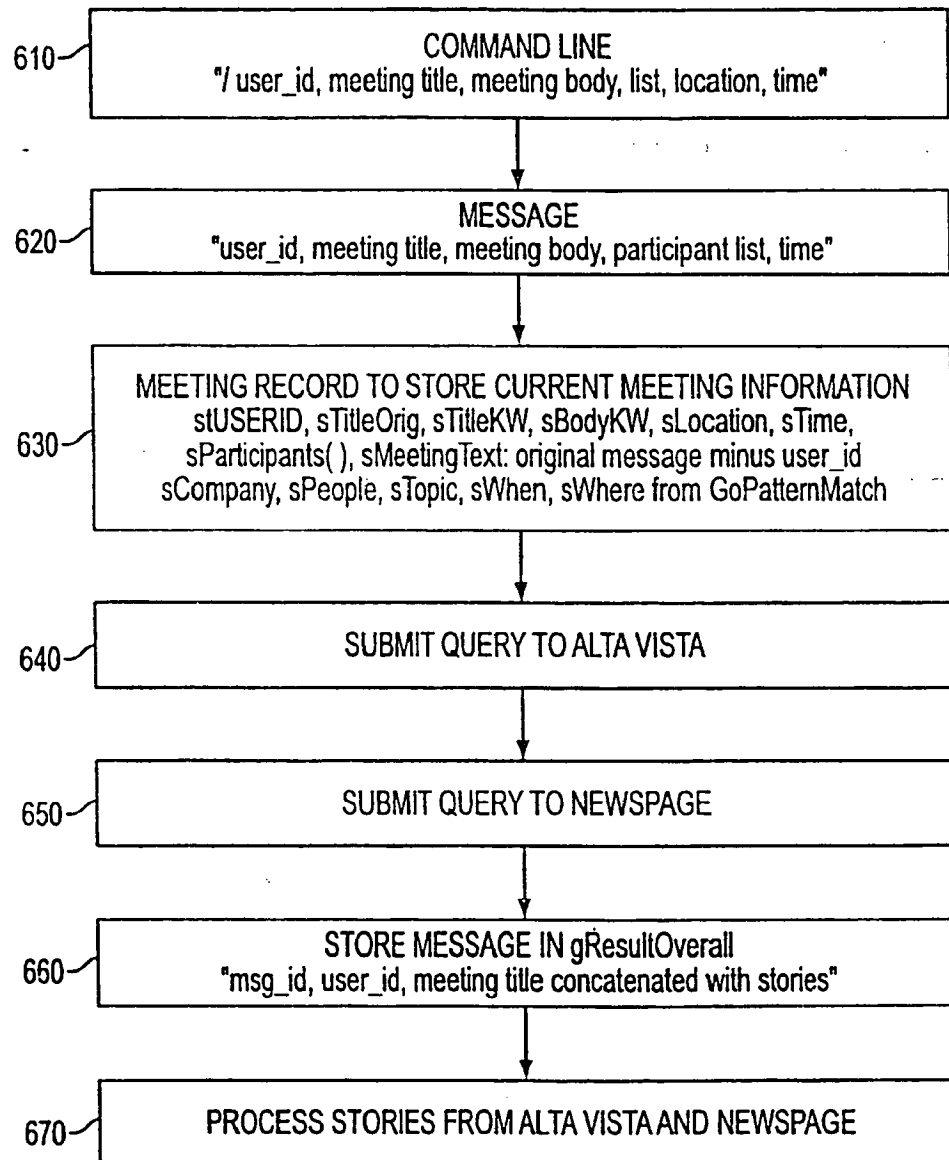 610
COMMAND LINE
"/ user_id, meeting title, meeting body, list, location, time"
620
MESSAGE
"user_id, meeting title, meeting body, participant list, time"
630
MEETING RECORD TO STORE CURRENT MEETING INFORMATION
stUSERID, sTitleOrig, sTitleKW, sBodyKW, sLocation, sTime,
sParticipants( ), sMeetingText: original message minus user_id
sCompany, sPeople, sTopic, sWhen, sWhere from GoPatternMatch
640
SUBMIT QUERY TO ALTA VISTA
650
SUBMIT QUERY TO NEWSPAGE
660
STORE MESSAGE IN gResultOverall
"msg_id, user_id, meeting title concatenated with stories"
670
PROCESS STORIES FROM ALTA VISTA AND NEWSPAGE